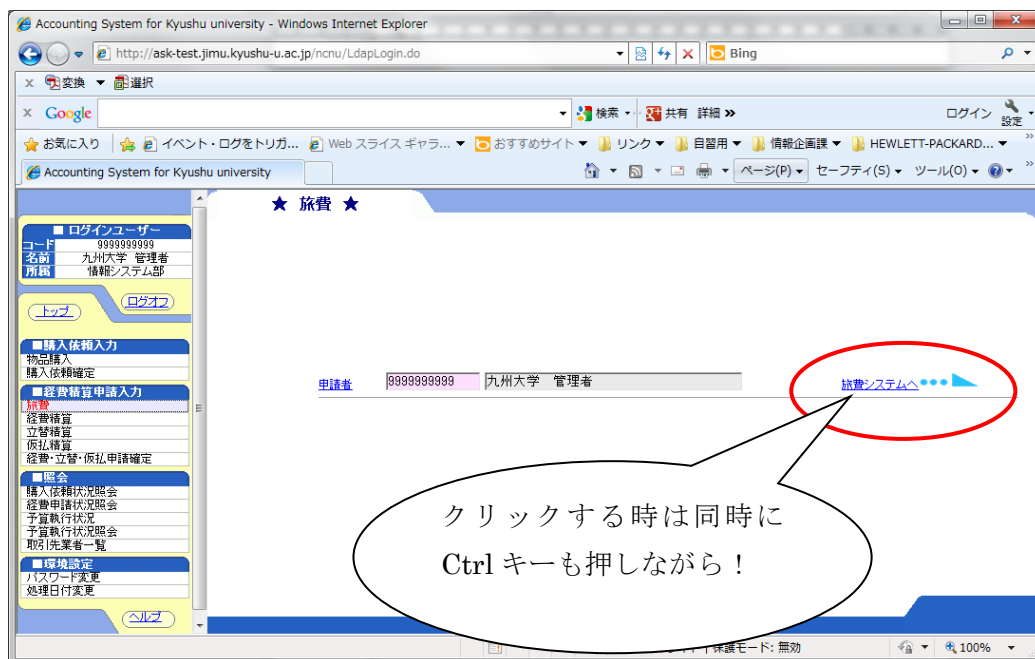 Accounting System for Kyushu university - Windows Internet Explorer
http://ask-test.jimu.kyushu-u.ac.jp/ncnu/LdapLogin.do
Bing
x 変換 選択
x Google 検索 共有 詳細 » ログイン 設定
お気に入り イベント・ログをトリガ... Web スライス ギャラ... おすすめサイト リンク 自習用 情報企画課 HEWLETT-PACKARD... »
Accounting System for Kyushu university ページ(P) セーフティ(S) ツール(O) »
★ 旅費 ★
■ ログインユーザー
コード 9999999999
名前 九州大学 管理者
所属 情報システム部
トップ
ログオフ
■購入依頼入力
物品購入
購入依頼確定
■経費精算申請入力
旅費
経費精算
立替精算
仮払精算
経費・立替・仮払申請確定
■照会
購入依頼状況照会
経費申請状況照会
予算執行状況
予算執行状況照会
取引先業者一覧
■環境設定
パスワード変更
処理日付変更
ヘルプ
申請者 9999999999 九州大学 管理者
旅費システムへ
クリックする時は同時に
Ctrl キーも押しながら！
保護モード: 無効
100%